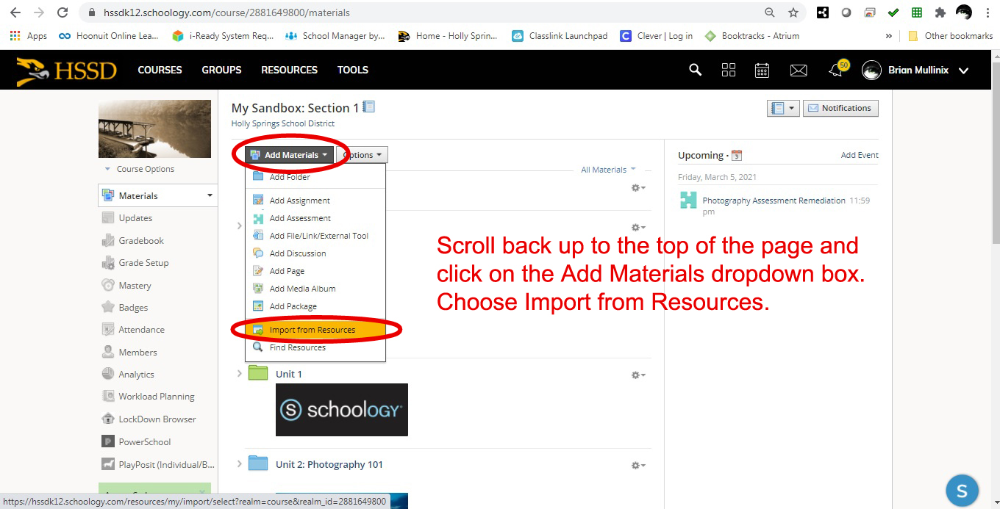 hssdk12.schoology.com/course/2881649800/materials
Apps
Hoonuit Online Lea...
i-Ready System Req...
School Manager by...
Home - Holly Sprin...
Classlink Launchpad
Clever | Log in
Booktracks - Atrium
»
Other bookmarks
HSSD
COURSES
GROUPS
RESOURCES
TOOLS
50
Brian Mullinix
My Sandbox: Section 1
Notifications
Holly Springs School District
Course Options
Add Materials
Options
All Materials
Upcoming ·
3
Add Event
Friday, March 5, 2021
Photography Assessment Remediation 11:59
pm
Materials
Updates
Gradebook
Grade Setup
Mastery
Badges
Attendance
Members
Analytics
Workload Planning
LockDown Browser
P PowerSchool
PlayPosit (Individual/B...
Add Folder
Add Assignment
Add Assessment
Add File/Link/External Tool
Add Discussion
Add Page
Add Media Album
Add Package
Import from Resources
Find Resources
Scroll back up to the top of the page and
click on the Add Materials dropdown box.
Choose Import from Resources.
Unit 1
S schoology
Unit 2: Photography 101
S
https://hssdk12.schoology.com/resources/my/import/select?realm=course&realm_id=2881649800